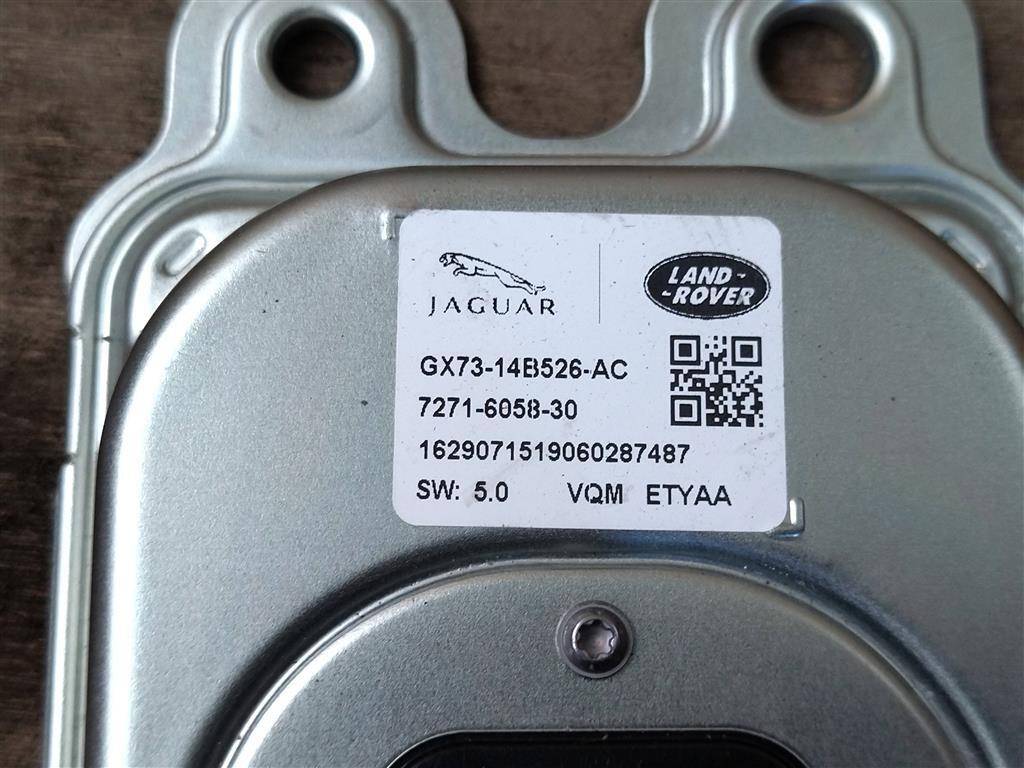 JAGUAR
LAND-
-ROVER
GX73-14B526-AC
7271-6058-30
1629071519060287487
SW: 5.0 VQM ETYAA